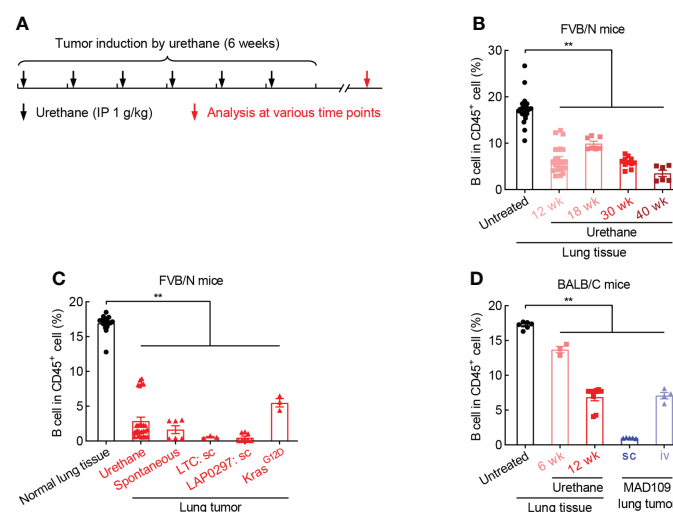 A
Tumor induction by urethane (6 weeks)
Urethane (IP 1 g/kg)
Analysis at various time points
B
FVB/N mice
**
B cell in CD45+ cell (%)
30
20
10
0
Untreated
12 wk
18 wk
30 wk
40 wk
Urethane
Lung tissue
C
FVB/N mice
**
B cell in CD45+ cell (%)
20
15
10
5
0
Normal lung tissue
Urethane
Spontaneous
LTC: sc
LAP0297: sc
Kras G12D
Lung tumor
D
BALB/C mice
**
B cell in CD45+ cell (%)
20
15
10
5
0
Untreated
6 wk
12 wk
sc
iv
Urethane
MAD109
Lung tissue
lung tumor